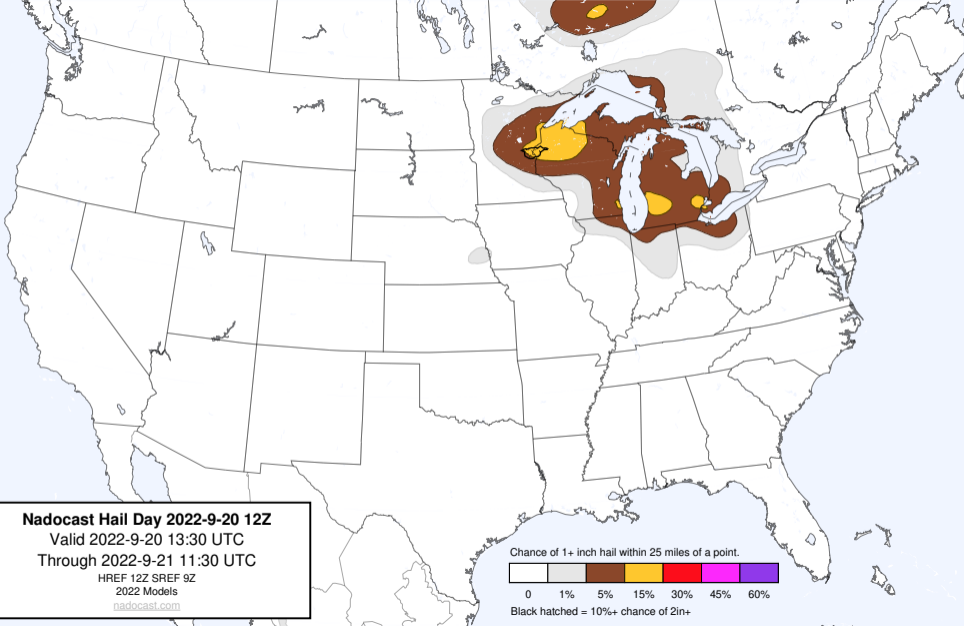 Nadocast Hail Day 2022-9-20 12Z
Valid 2022-9-20 13:30 UTC
Through 2022-9-21 11:30 UTC
HREF 12Z SREF 9Z
2022 Models
nadocast.com
Chance of 1+ inch hail within 25 miles of a point.
0 1% 5% 15% 30% 45% 60%
Black hatched = 10%+ chance of 2in+